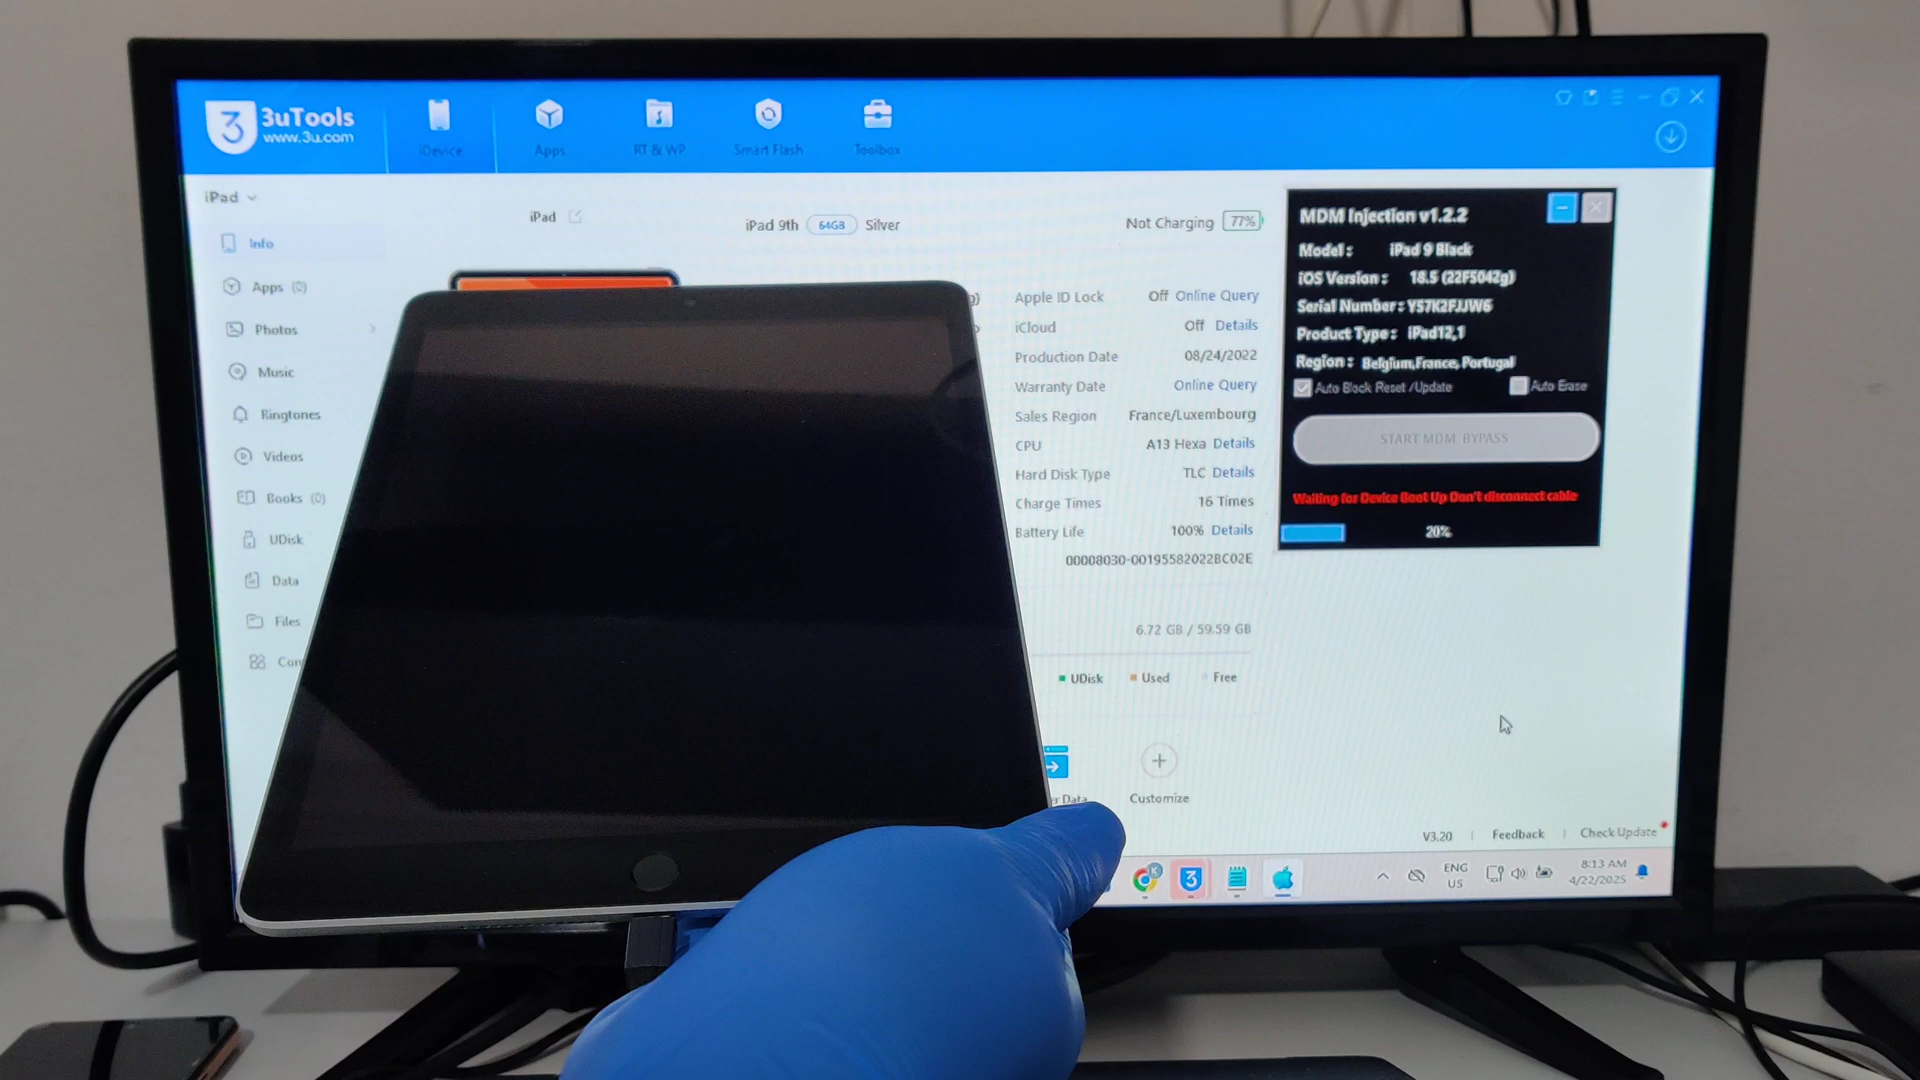 3
3uTools
www.3u.com
iDevice
Apps
RT & WP
Smart Flash
Toolbox
iPad
Info
Apps (0)
Photos
Music
Ringtones
Videos
Books (0)
UDisk
Data
Files
Con
iPad
iPad 9th 64GB Silver
Not Charging 77%
Apple ID Lock Off Online Query
iCloud Off Details
Production Date 08/24/2022
Warranty Date Online Query
Sales Region France/Luxembourg
CPU A13 Hexa Details
Hard Disk Type TLC Details
Charge Times 16 Times
Battery Life 100% Details
00008030-00195582022BC02E
6.72 GB / 59.59 GB
UDisk Used Free
er Data Customize
MDM Injection v1.2.2
Model : iPad 9 Black
iOS Version : 18.5 (22F5042g)
Serial Number : Y57K2FJJW6
Product Type : iPad12,1
Region : Belgium,France, Portugal
Auto Block Reset /Update Auto Erase
START MDM BYPASS
Waiting for Device Boot Up Don't disconnect cable
20%
V3.20 Feedback Check Update
K
3
ENG
US
8:13 AM
4/22/2025